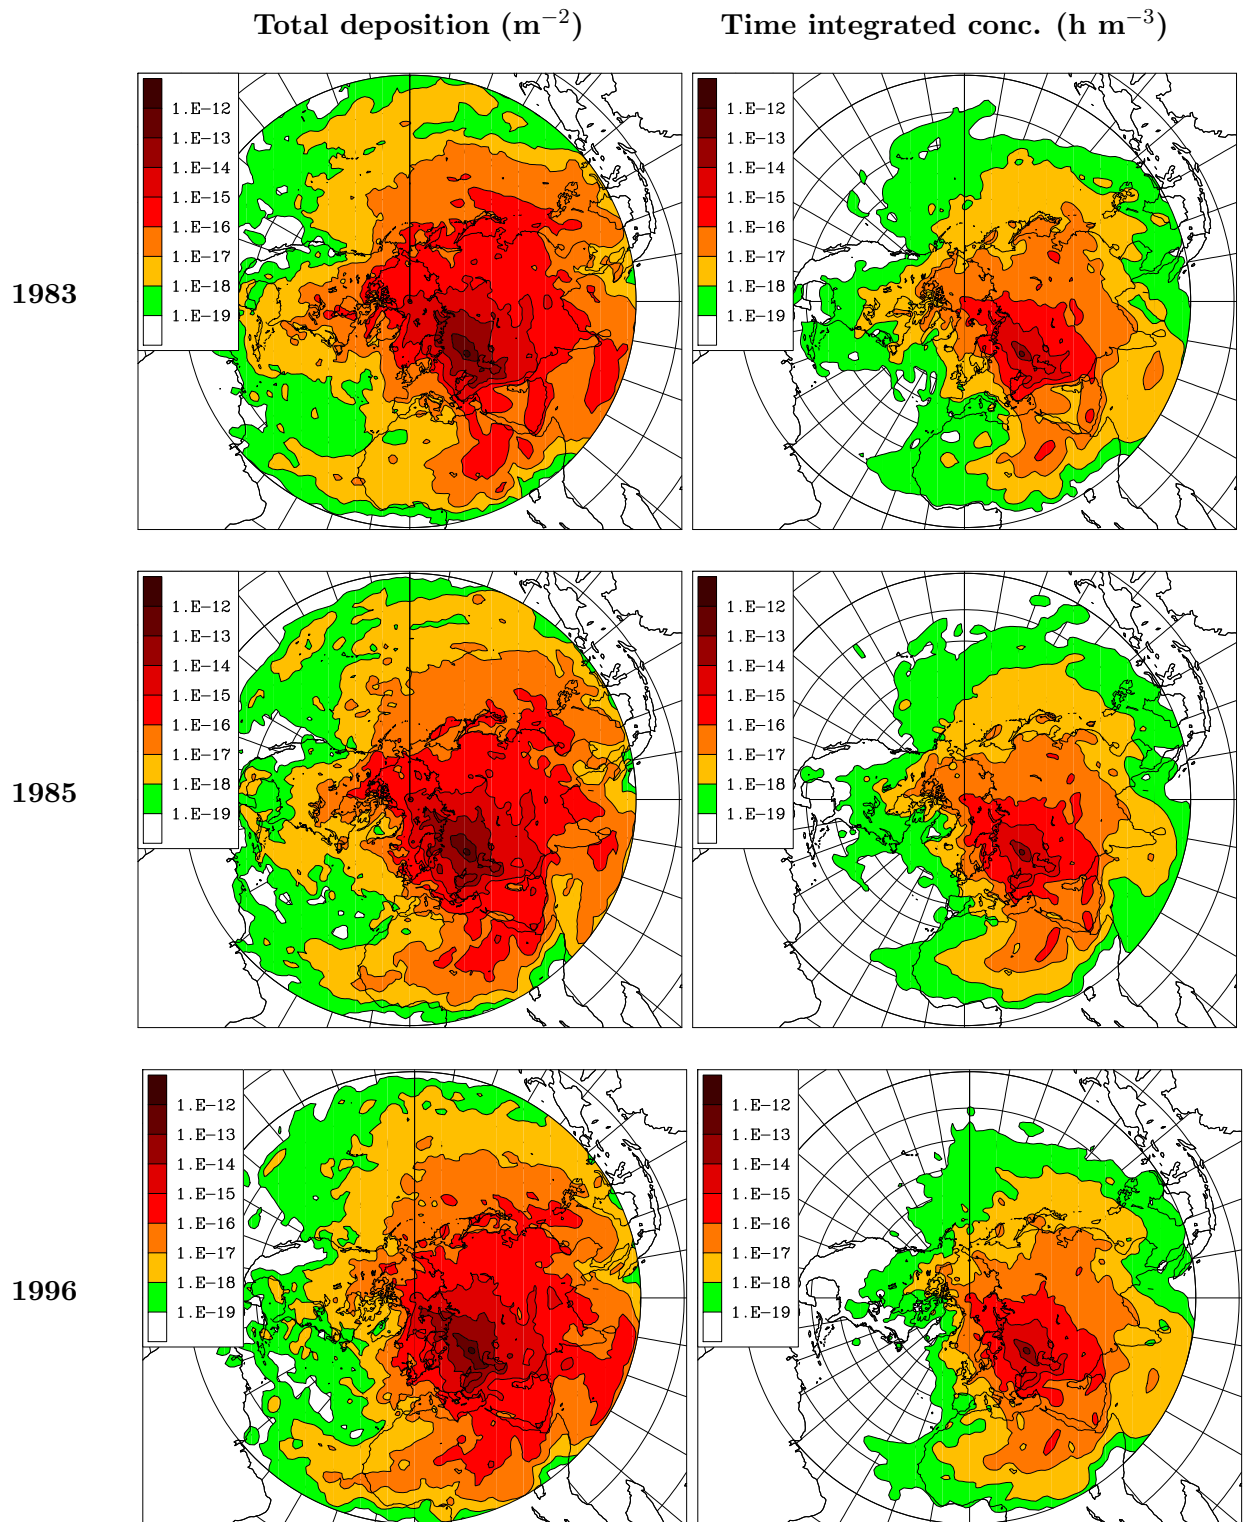 Total deposition (m⁻²) Time integrated conc. (h m⁻³)
1.E-12 1.E-12
1.E-13 1.E-13
1.E-14 1.E-14
1.E-15 1.E-15
1.E-16 1.E-16
1.E-17 1.E-17
1.E-18 1.E-18
1983
1.E-19 1.E-19
1.E-12 1.E-12
1.E-13 1.E-13
1.E-14 1.E-14
1.E-15 1.E-15
1.E-16 1.E-16
1.E-17 1.E-17
1.E-18 1.E-18
1985
1.E-19 1.E-19
1.E-12 1.E-12
1.E-13 1.E-13
1.E-14 1.E-14
1.E-15 1.E-15
1.E-16 1.E-16
1.E-17 1.E-17
1.E-18 1.E-18
1996
1.E-19 1.E-19